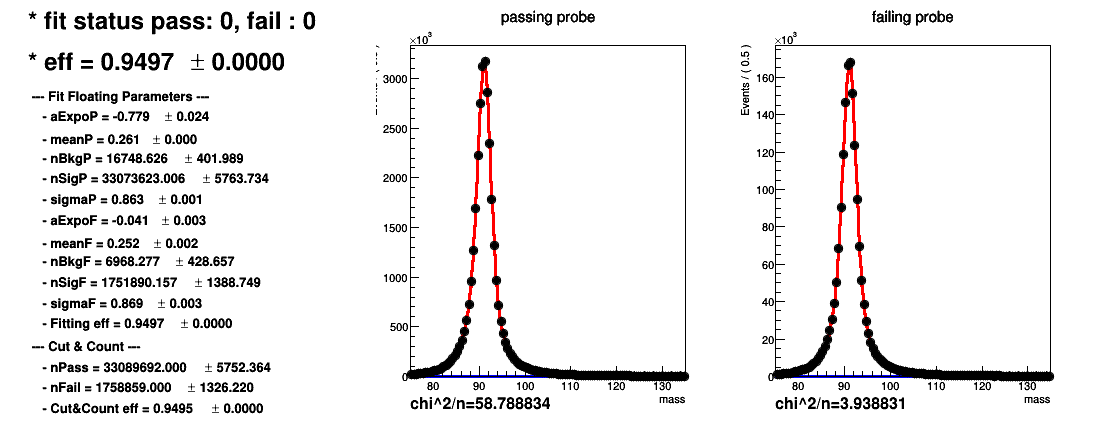 * fit status pass: 0, fail : 0
* eff = 0.9497 ± 0.0000
--- Fit Floating Parameters ---
- aExpoP = -0.779 ± 0.024
- meanP = 0.261 ± 0.000
- nBkgP = 16748.626 ± 401.989
- nSigP = 33073623.006 ± 5763.734
- sigmaP = 0.863 ± 0.001
- aExpoF = -0.041 ± 0.003
- meanF = 0.252 ± 0.002
- nBkgF = 6968.277 ± 428.657
- nSigF = 1751890.157 ± 1388.749
- sigmaF = 0.869 ± 0.003
- Fitting eff = 0.9497 ± 0.0000
--- Cut & Count ---
- nPass = 33089692.000 ± 5752.364
- nFail = 1758859.000 ± 1326.220
- Cut&Count eff = 0.9495 ± 0.0000
passing probe
×10³
3000
2500
2000
1500
1000
500
0
80 90 100 110 120 130
mass
chi^2/n=58.788834
failing probe
×10³
Events / ( 0.5 )
160
140
120
100
80
60
40
20
0
80 90 100 110 120 130
mass
chi^2/n=3.938831